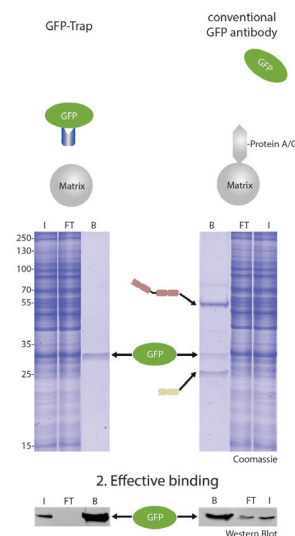 GFP-Trap
conventional
GFP antibody
GFP
GFP
-Protein A/G
Matrix
Matrix
I FT B
B FT I
250-
130-
100-
70-
55-
35-
25-
15-
GFP
Coomassie
2. Effective binding
I FT B
B FT I
GFP
Western Blot